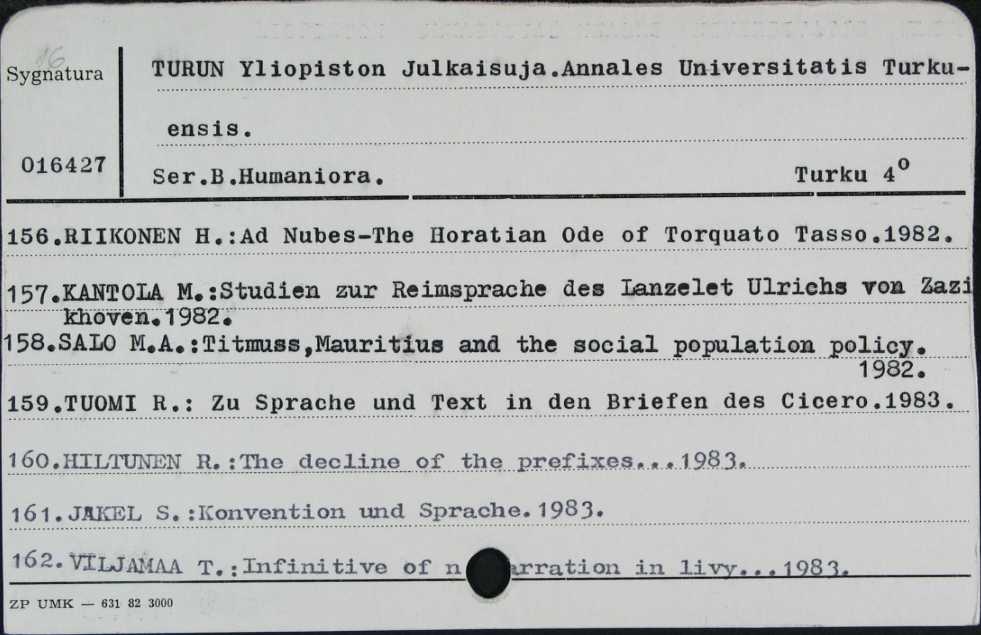 16
Sygnatura
TURUN Yliopiston Julkaisuja.Annales Universitatis Turku-
ensis.
016427
Ser.B.Humaniora. Turku 4º
156.RIIKONEN H.:Ad Nubes-The Horatian Ode of Torquato Tasso.1982.
157.KANTOLA M.:Studien zur Reimsprache des Lanzelet Ulrichs von Zazi
khoven.1982.
158.SALO M.A.:Titmuss,Mauritius and the social population policy.
1982.
159.TUOMI R.: Zu Sprache und Text in den Briefen des Cicero.1983.
160.HILTUNEN R.:The decline of the prefixes...1983.
161.JAKEL S.:Konvention und Sprache.1983.
162.VILJAMAA T.:Infinitive of n arration in livy...1983.
ZP UMK — 631 82 3000